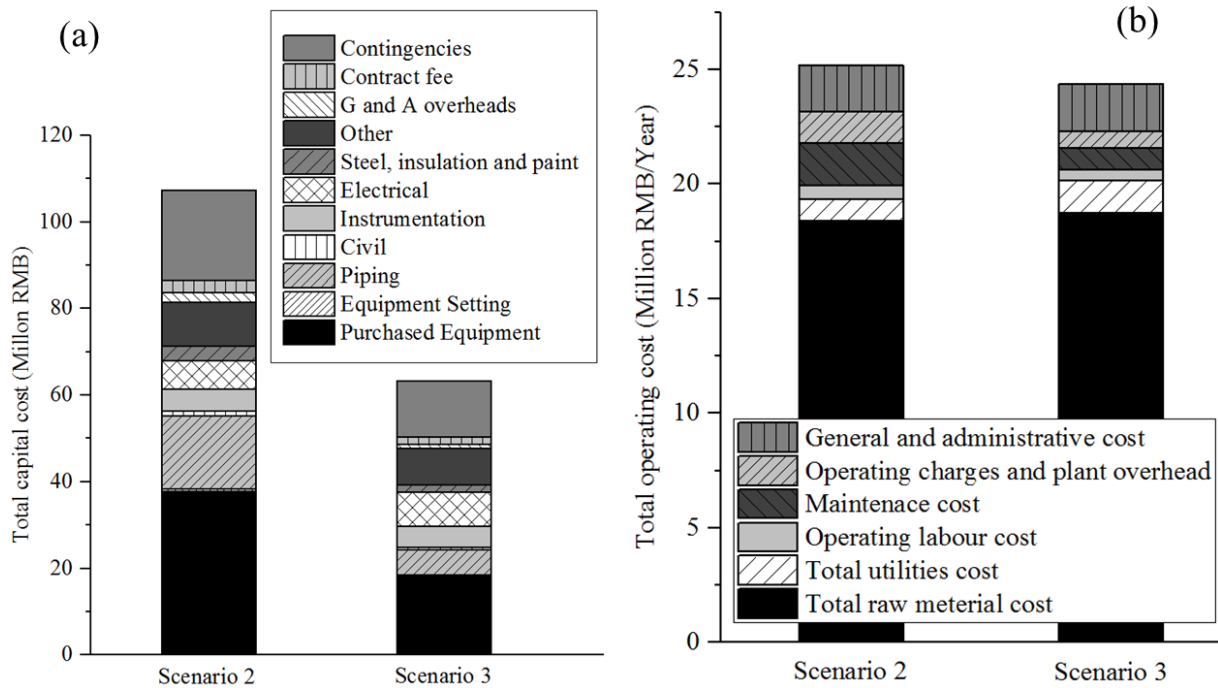 (a)
Contingencies
Contract fee
G and A overheads
Other
Steel, insulation and paint
Electrical
Instrumentation
Civil
Piping
Equipment Setting
Purchased Equipment
Total capital cost (Millon RMB)
120
100
80
60
40
20
0
Scenario 2
Scenario 3
(b)
Total operating cost (Million RMB/Year)
25
20
15
10
5
0
General and administrative cost
Operating charges and plant overhead
Maintenace cost
Operating labour cost
Total utilities cost
Total raw meterial cost
Scenario 2
Scenario 3